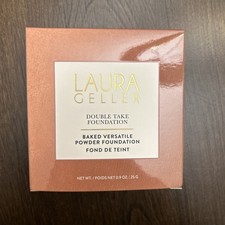 LAURA
GELLER
DOUBLE TAKE
FOUNDATION
BAKED VERSATILE
POWDER FOUNDATION
FOND DE TEINT